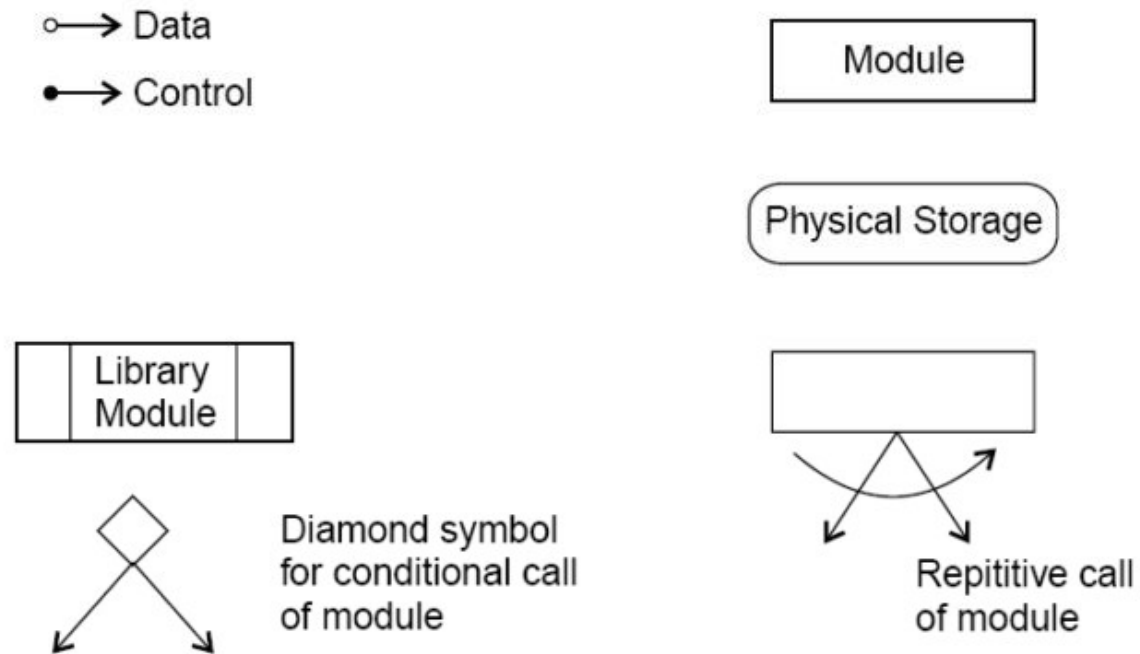 Data
Control
Module
Physical Storage
Library
Module
Diamond symbol
for conditional call
of module
Repititive call
of module